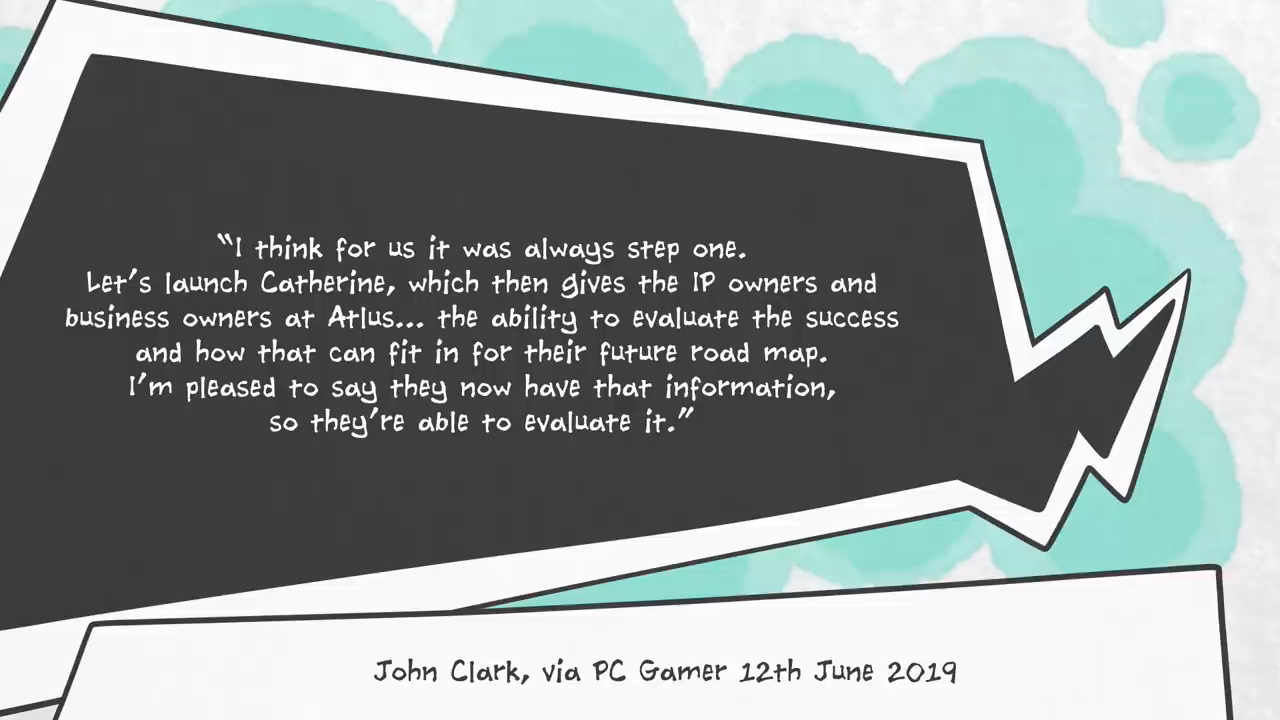 “I think for us it was always step one.
Let’s launch Catherine, which then gives the IP owners and
business owners at Atlus... the ability to evaluate the success
and how that can fit in for their future road map.
I’m pleased to say they now have that information,
so they’re able to evaluate it.”
John Clark, via PC Gamer 12th June 2019